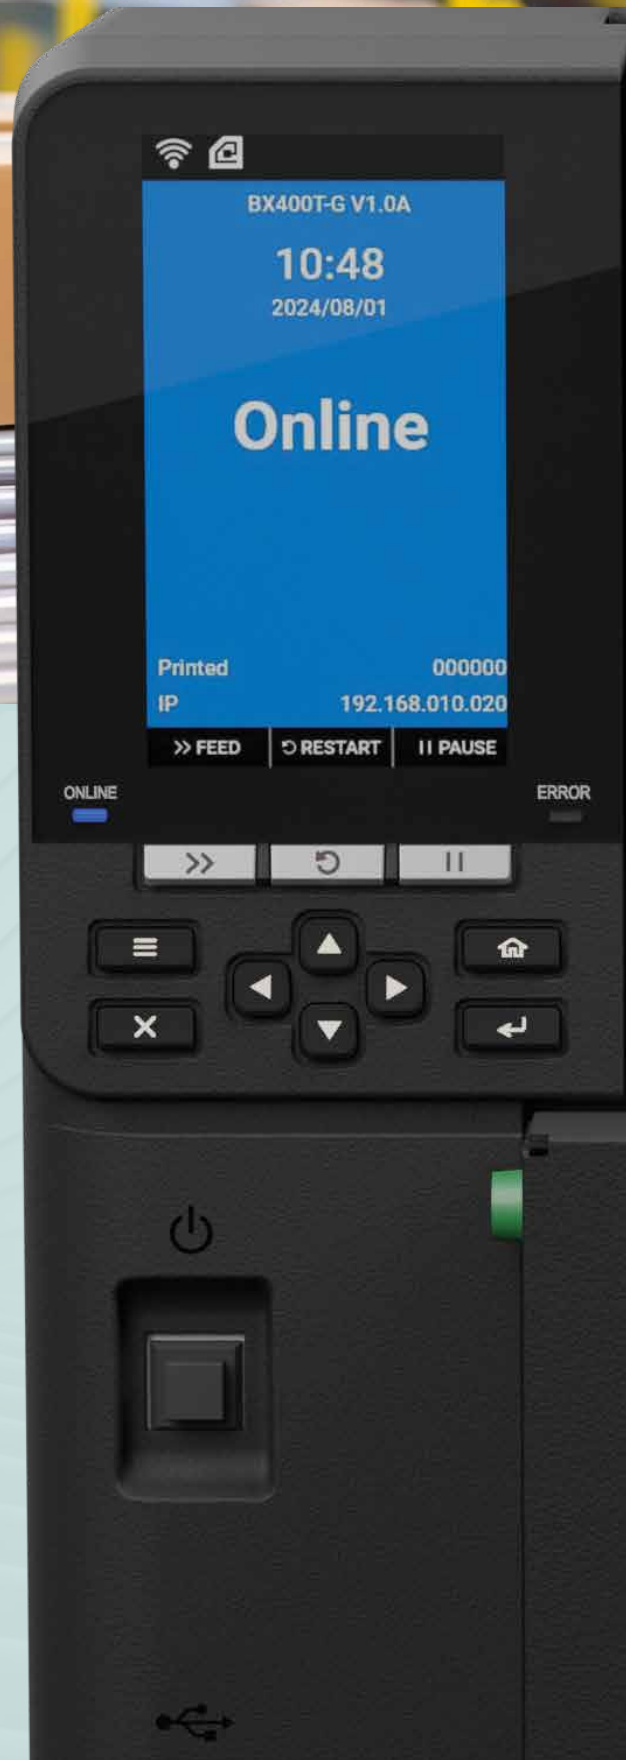 BX400T-G V1.0A
10:48
2024/08/01
Online
Printed 000000
IP 192.168.010.020
FEED RESTART PAUSE
ONLINE ERROR